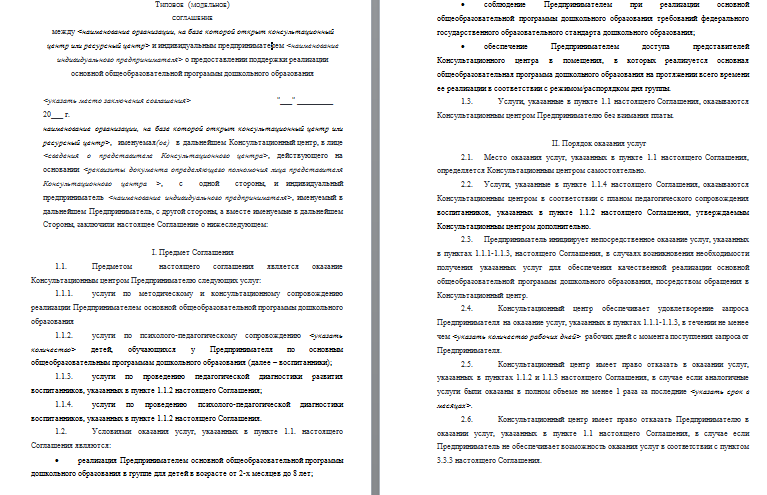 Типовое (модельное)
соглашение
между <наименование организации, на базе которой открыт консультационный
центр или ресурсный центр> и индивидуальным предпринимателем <наименование
индивидуального предпринимателя> о предоставлении поддержки реализации
основной общеобразовательной программы дошкольного образования
<указать место заключения соглашения> "___" __________
20___ г.
наименование организации, на базе которой открыт консультационный центр или
ресурсный центр>, именуемая(ое) в дальнейшем Консультационный центр, в лице
<сведения о представителе Консультационного центра>, действующего на
основании <реквизиты документа определяющего полномочия лица представителя
Консультационного центра >, с одной стороны, и индивидуальный
предприниматель <наименование индивидуального предпринимателя>, именуемый в
дальнейшем Предприниматель, с другой стороны, а вместе именуемые в дальнейшем
Стороны, заключили настоящее Соглашение о нижеследующем:
I. Предмет Соглашения
1.1. Предметом настоящего соглашения является оказание
Консультационным центром Предпринимателю следующих услуг:
1.1.1. услуги по методическому и консультационному сопровождению
реализации Предпринимателем основной общеобразовательной программы дошкольного
образования
1.1.2. услуги по психолого-педагогическому сопровождению <указать
количество> детей, обучающихся у Предпринимателя по основным
общеобразовательным программам дошкольного образования (далее – воспитанники);
1.1.3. услуги по проведению педагогической диагностики развития
воспитанников, указанных в пункте 1.1.2 настоящего Соглашения;
1.1.4. услуги по проведению психолого-педагогической диагностики
воспитанников, указанных в пункте 1.1.2 настоящего Соглашения.
1.2. Условиями оказания услуг, указанных в пункте 1.1. настоящего
Соглашения являются:
• реализация Предпринимателем основной общеобразовательной программы
дошкольного образования в группе для детей в возрасте от 2-х месяцев до 8 лет;
• соблюдение Предпринимателем при реализации основной
общеобразовательной программы дошкольного образования требований федерального
государственного образовательного стандарта дошкольного образования;
• обеспечение Предпринимателем доступа представителей
Консультационного центра в помещения, в которых реализуется основная
общеобразовательная программа дошкольного образования на протяжении всего времени
ее реализации в соответствии с режимом/распорядком дня группы.
1.3. Услуги, указанные в пункте 1.1 настоящего Соглашения, оказываются
Консультационным центром Предпринимателю без взимания платы.
II. Порядок оказания услуг
2.1. Место оказания услуг, указанных в пункте 1.1 настоящего Соглашения,
определяется Консультационным центром самостоятельно.
2.2. Услуги, указанные в пункте 1.1.4 настоящего Соглашения, оказываются
Консультационным центром в соответствии с планом педагогического сопровождения
воспитанников, указанных в пункте 1.1.2 настоящего Соглашения, утверждаемым
Консультационным центром дополнительно.
2.3. Предприниматель инициирует непосредственное оказание услуг, указанных
в пунктах 1.1.1-1.1.3, настоящего Соглашения, в случаях возникновения необходимости
получения указанных услуг для обеспечения качественной реализации основной
общеобразовательной программы дошкольного образования, посредством обращения в
Консультационный центр.
2.4. Консультационный центр обеспечивает удовлетворение запроса
Предпринимателя на оказание услуг, указанных в пунктах 1.1.1-1.1.3, в течении не менее
чем <указать количество рабочих дней> рабочих дней с момента поступления запроса от
Предпринимателя.
2.5. Консультационный центр имеет право отказать в оказании услуг,
указанных в пунктах 1.1.2 и 1.1.3 настоящего Соглашения, в случае если аналогичные
услуги были оказаны в полном объеме не менее 1 раза за последние <указать срок в
месяцах>.
2.6. Консультационный центр имеет право отказать Предпринимателю в
оказании услуг, указанных в пункте 1.1 настоящего Соглашения, в случае если
Предприниматель не обеспечивает возможность оказания услуг в соответствии с пунктом
3.3.3 настоящего Соглашения.